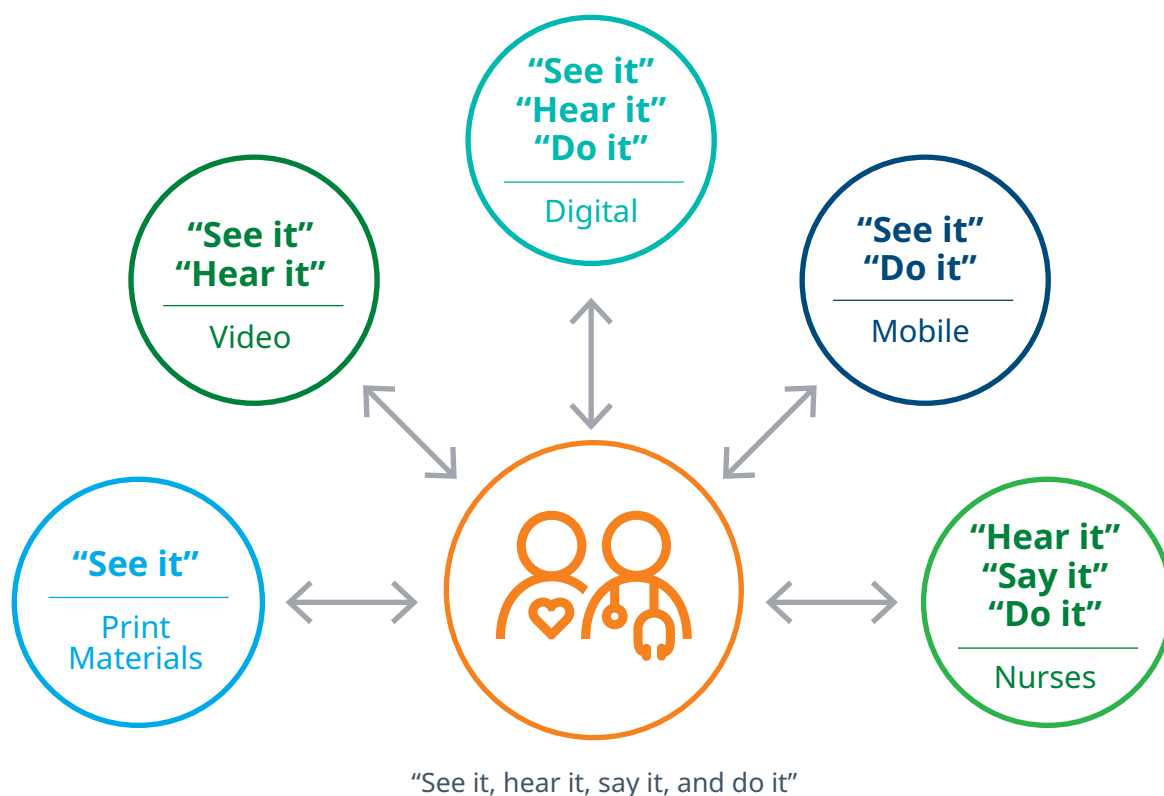 “See it”
“Hear it”
“Do it”
Digital
“See it”
“Hear it”
Video
“See it”
“Do it”
Mobile
“See it”
Print
Materials
“Hear it”
“Say it”
“Do it”
Nurses
“See it, hear it, say it, and do it”